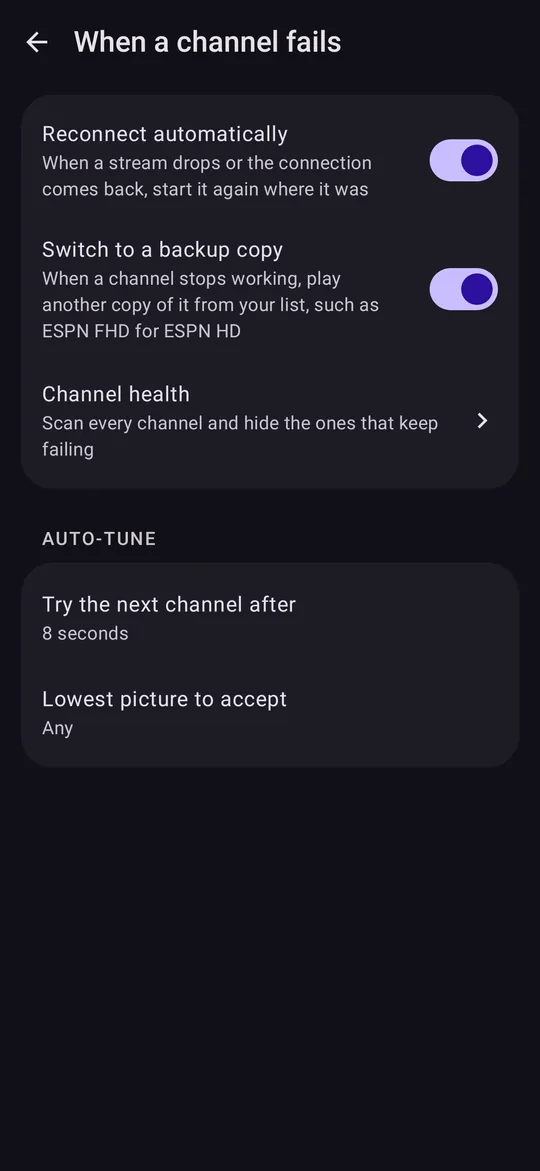 When a channel fails
Reconnect automatically
When a stream drops or the connection
comes back, start it again where it was
Switch to a backup copy
When a channel stops working, play
another copy of it from your list, such as
ESPN FHD for ESPN HD
Channel health
Scan every channel and hide the ones that keep
failing
AUTO-TUNE
Try the next channel after
8 seconds
Lowest picture to accept
Any